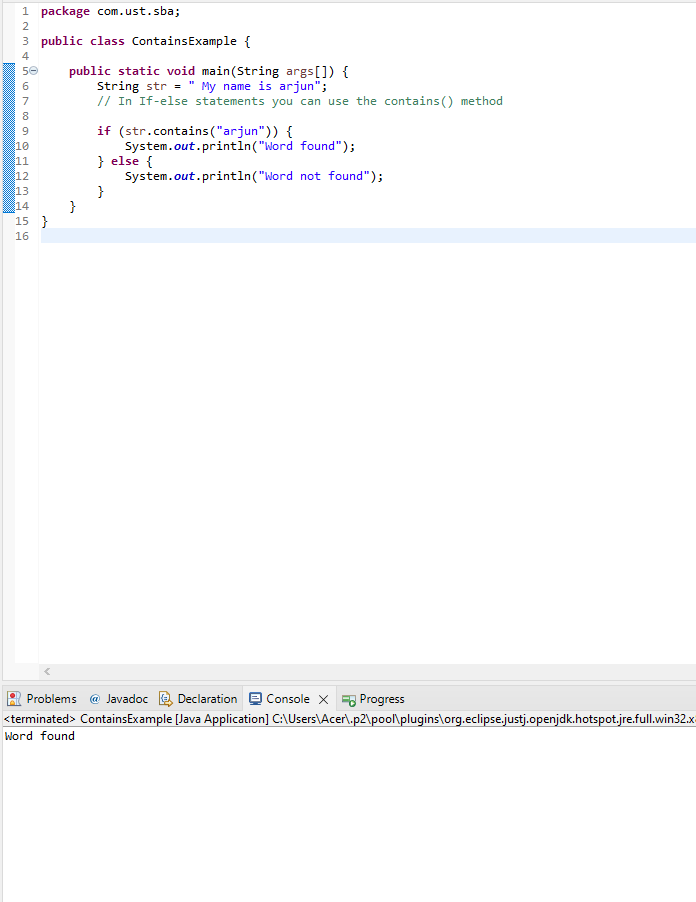 1 package com.ust.sba;
2
3 public class ContainsExample {
4
5 public static void main(String args[]) {
6 String str = " My name is arjun";
7 // In If-else statements you can use the contains() method
8
9 if (str.contains("arjun")) {
10 System.out.println("Word found");
11 } else {
12 System.out.println("Word not found");
13 }
14 }
15 }
16
Problems @ Javadoc Declaration Console Progress
<terminated> ContainsExample [Java Application] C:\Users\Acer\.p2\pool\plugins\org.eclipse.justj.openjdk.hotspot.jre.full.win32.x
Word found